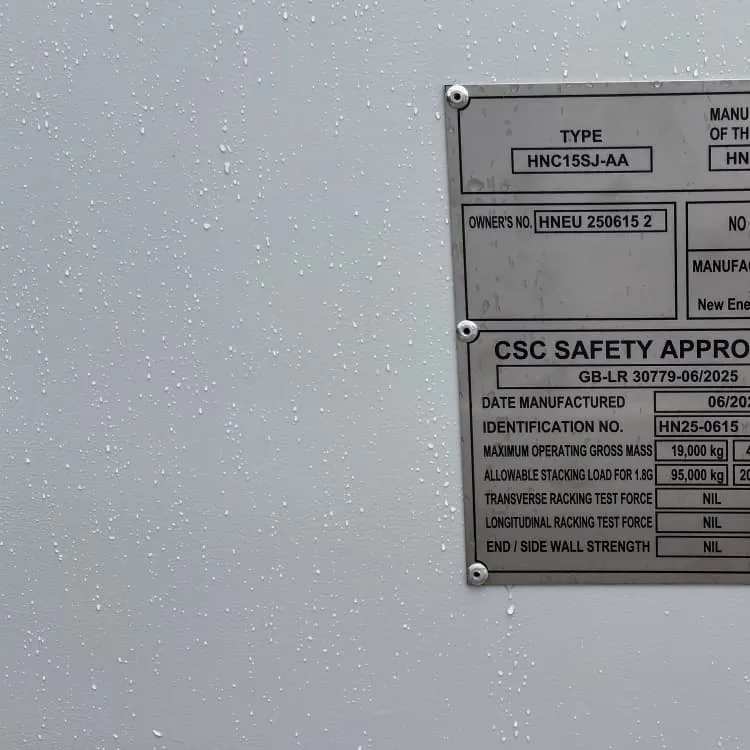 MANU
TYPE OF TH
HNC15SJ-AA HN
OWNER'S NO. HNEU 250615 2 NO
MANUFA
New Ene
CSC SAFETY APPRO
GB-LR 30779-06/2025
DATE MANUFACTURED 06/202
IDENTIFICATION NO. HN25-0615
MAXIMUM OPERATING GROSS MASS 19,000 kg 4
ALLOWABLE STACKING LOAD FOR 1.8G 95,000 kg 20
TRANSVERSE RACKING TEST FORCE NIL
LONGITUDINAL RACKING TEST FORCE NIL
END / SIDE WALL STRENGTH NIL